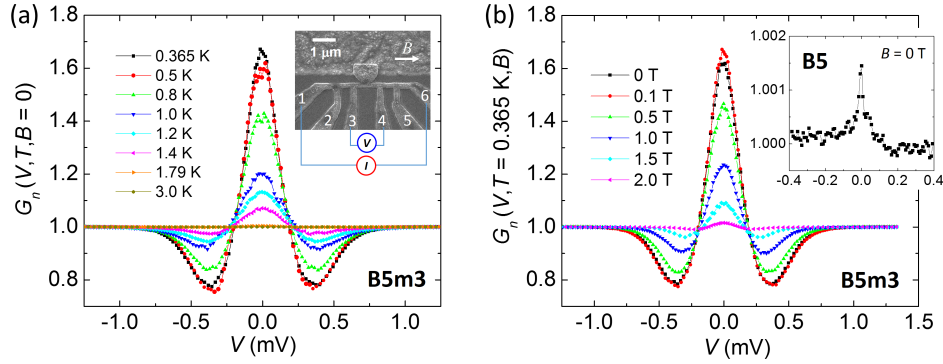 (a)
G_n (V,T,B = 0)
1.6
1.4
1.2
1.0
0.8
-1.0 -0.5 0.0 0.5 1.0
V (mV)
0.365 K
0.5 K
0.8 K
1.0 K
1.2 K
1.4 K
1.79 K
3.0 K
1 μm
B
1 2 3 4 5 6
V
I
B5m3
(b)
G_n (V,T = 0.365 K,B)
1.6
1.4
1.2
1.0
0.8
-1.0 -0.5 0.0 0.5 1.0 1.5
V (mV)
0 T
0.1 T
0.5 T
1.0 T
1.5 T
2.0 T
1.002
1.001
1.000
-0.4 -0.2 0.0 0.2 0.4
B5
B = 0 T
B5m3